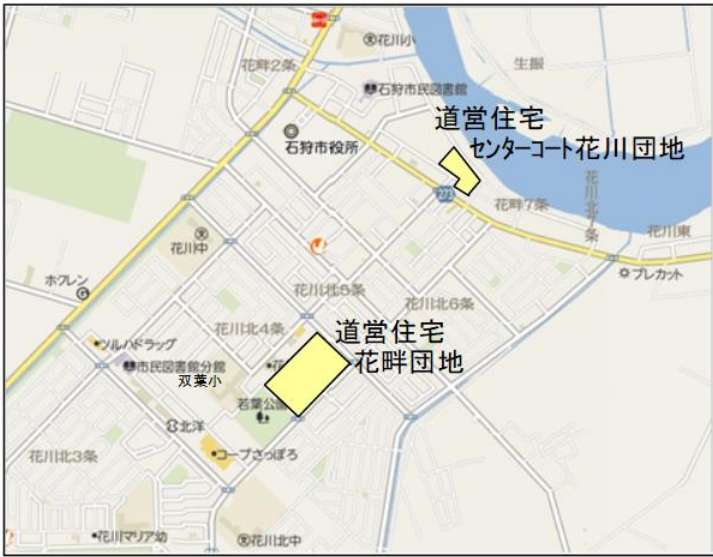 花川小
花畔2条
生振
石狩市民図書館
道営住宅
センターコート花川団地
石狩市役所
273
花畔7条
花川北7条
花川東
花川中
プレカット
ホクレン
花川北5条
花川北6条
花川北4条
道営住宅
花畔団地
ツルハドラッグ
市民図書館分館
双葉小
若葉公園
北洋
花川北3条
コープさっぽろ
花川マリア幼
花川北中